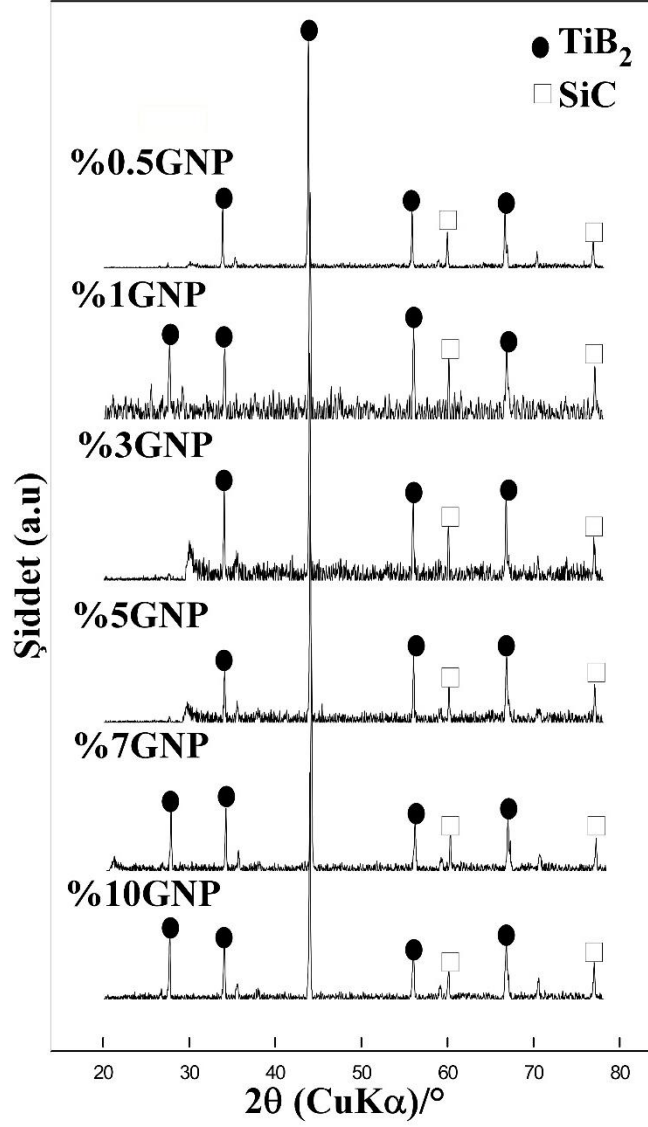 TiB₂
SiC
%0.5GNP
%1GNP
%3GNP
%5GNP
%7GNP
%10GNP
Şiddet (a.u)
20 30 40 50 60 70 80
2θ (CuKα)/°